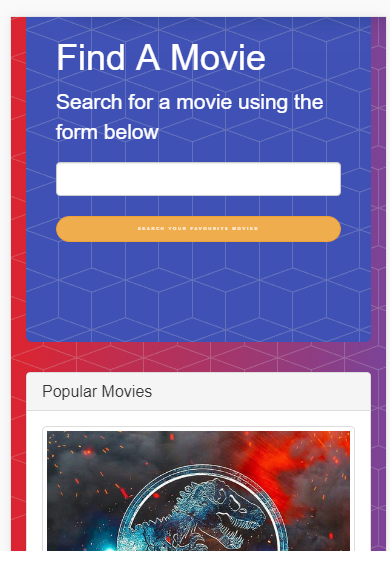 Find A Movie
Search for a movie using the
form below
SEARCH YOUR FAVOURITE MOVIES
Popular Movies